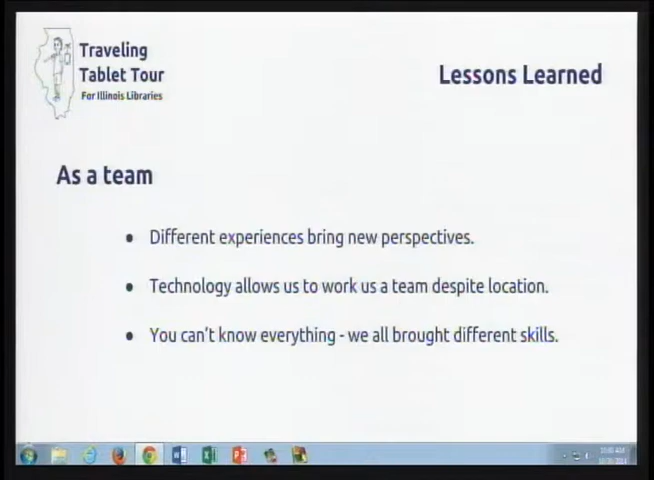 Traveling
Tablet Tour
For Illinois Libraries
Lessons Learned
As a team
• Different experiences bring new perspectives.
• Technology allows us to work us a team despite location.
• You can't know everything - we all brought different skills.